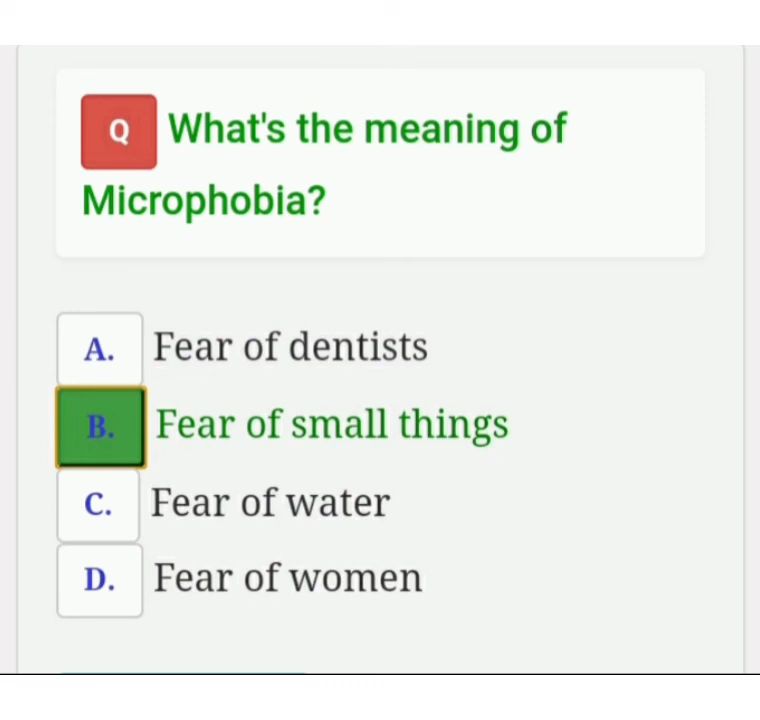 Q What's the meaning of
Microphobia?
A. Fear of dentists
B. Fear of small things
C. Fear of water
D. Fear of women